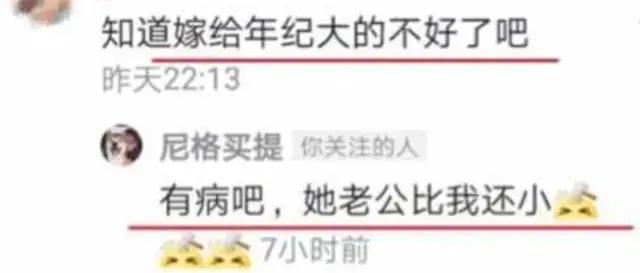 知道嫁给年纪大的不好了吧
昨天22:13
尼格买提 你关注的人
有病吧，她老公比我还小
7小时前